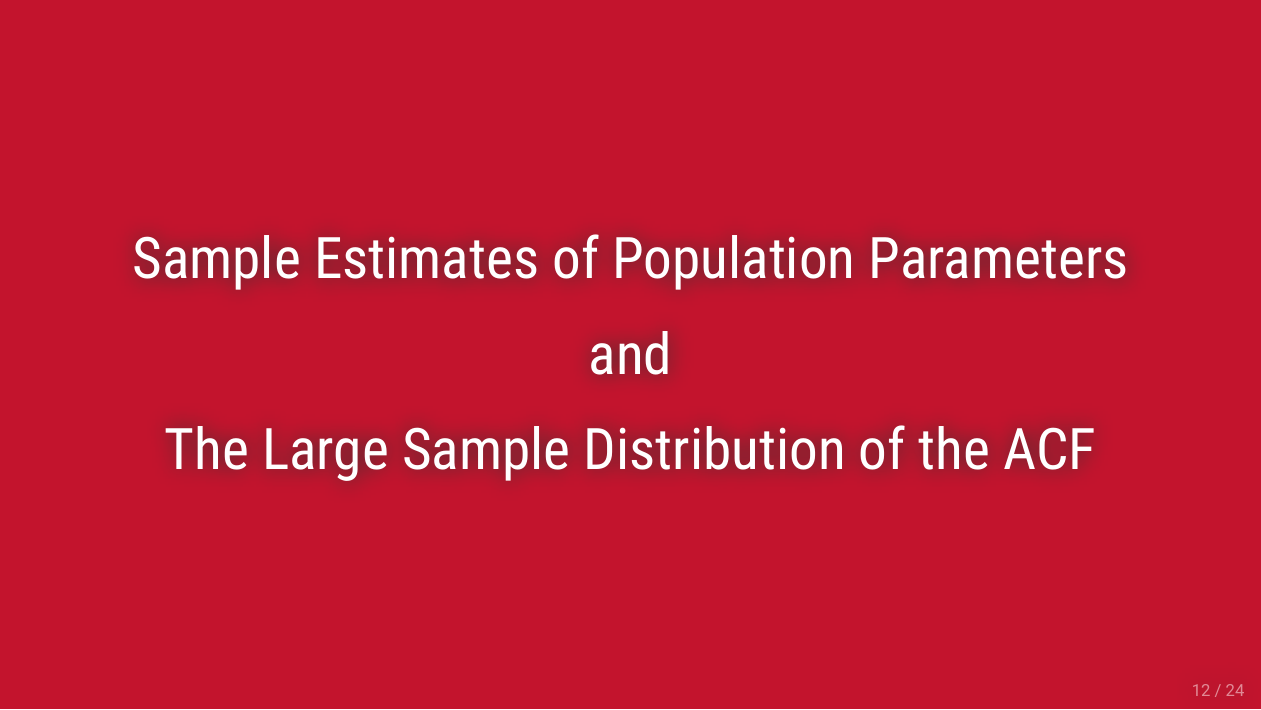 Sample Estimates of Population Parameters
and
The Large Sample Distribution of the ACF
12 / 24